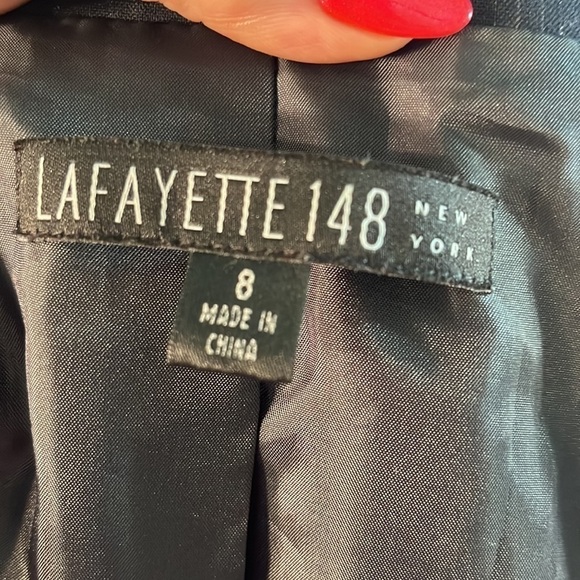 LAFAYETTE 148 NEW YORK
8
MADE IN
CHINA